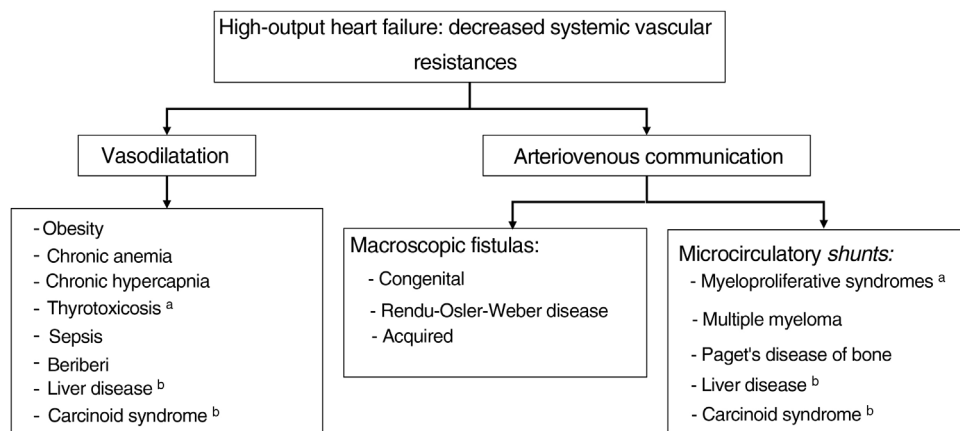 High-output heart failure: decreased systemic vascular
resistances
Vasodilatation
Arteriovenous communication
- Obesity
- Chronic anemia
- Chronic hypercapnia
- Thyrotoxicosis a
- Sepsis
- Beriberi
- Liver disease b
- Carcinoid syndrome b
Macroscopic fistulas:
- Congenital
- Rendu-Osler-Weber disease
- Acquired
Microcirculatory shunts:
- Myeloproliferative syndromes a
- Multiple myeloma
- Paget's disease of bone
- Liver disease b
- Carcinoid syndrome b